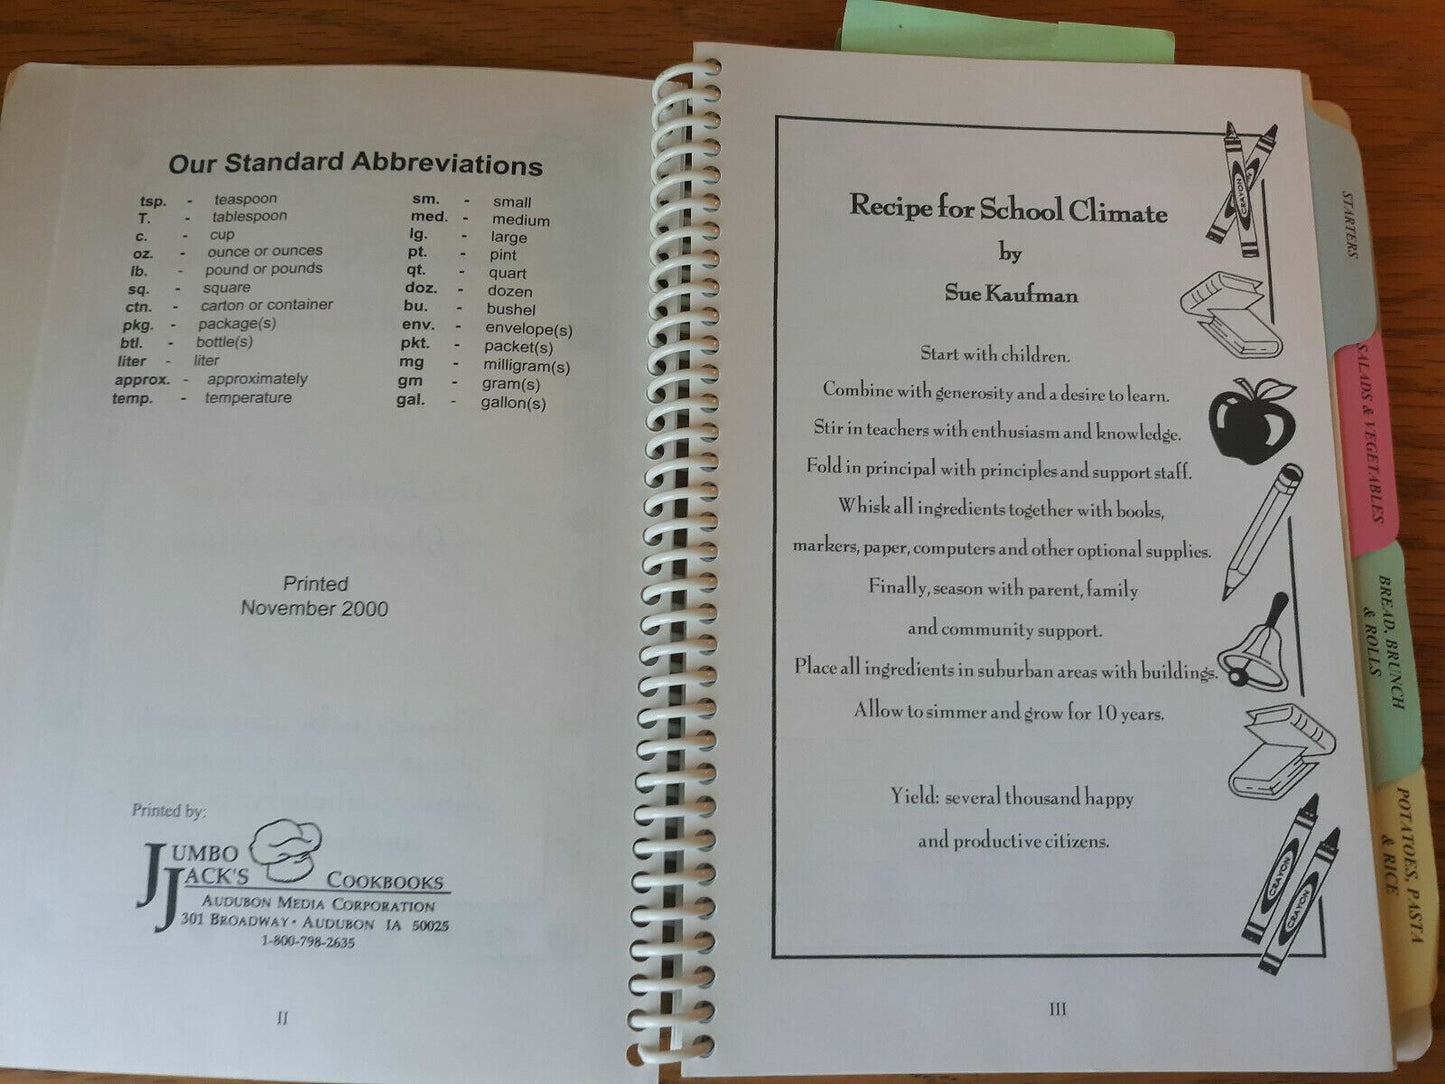 Our Standard Abbreviations
tsp. - teaspoon
T. - tablespoon
c. - cup
oz. - ounce or ounces
lb. - pound or pounds
sq. - square
ctn. - carton or container
pkg. - package(s)
btl. - bottle(s)
liter - liter
approx. - approximately
temp. - temperature
sm. - small
med. - medium
lg. - large
pt. - pint
qt. - quart
doz. - dozen
bu. - bushel
env. - envelope(s)
pkt. - packet(s)
mg - milligram(s)
gm - gram(s)
gal. - gallon(s)
Printed
November 2000
Printed by:
JUMBO
JACK'S COOKBOOKS
AUDUBON MEDIA CORPORATION
301 BROADWAY • AUDUBON IA 50025
1-800-798-2635
II
Recipe for School Climate
by
Sue Kaufman
Start with children.
Combine with generosity and a desire to learn.
Stir in teachers with enthusiasm and knowledge.
Fold in principal with principles and support staff.
Whisk all ingredients together with books,
markers, paper, computers and other optional supplies.
Finally, season with parent, family
and community support.
Place all ingredients in suburban areas with buildings.
Allow to simmer and grow for 10 years.
Yield: several thousand happy
and productive citizens.
CRAYON
CRAYON
CRAYON
III
STARTERS
SALADS & VEGETABLES
BREAD, BRUNCH
& ROLLS
POTATOES, PASTA
& RICE